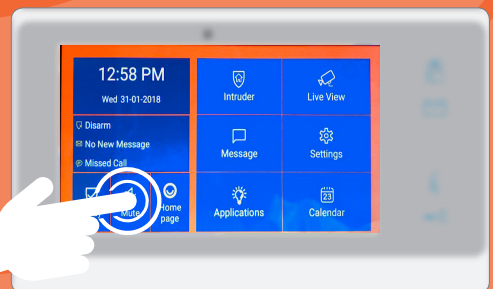 12:58 PM
Wed 31-01-2018
Disarm
No New Message
Missed Call
Mute
Home
page
Intruder
Live View
Message
Settings
Applications
23
Calendar